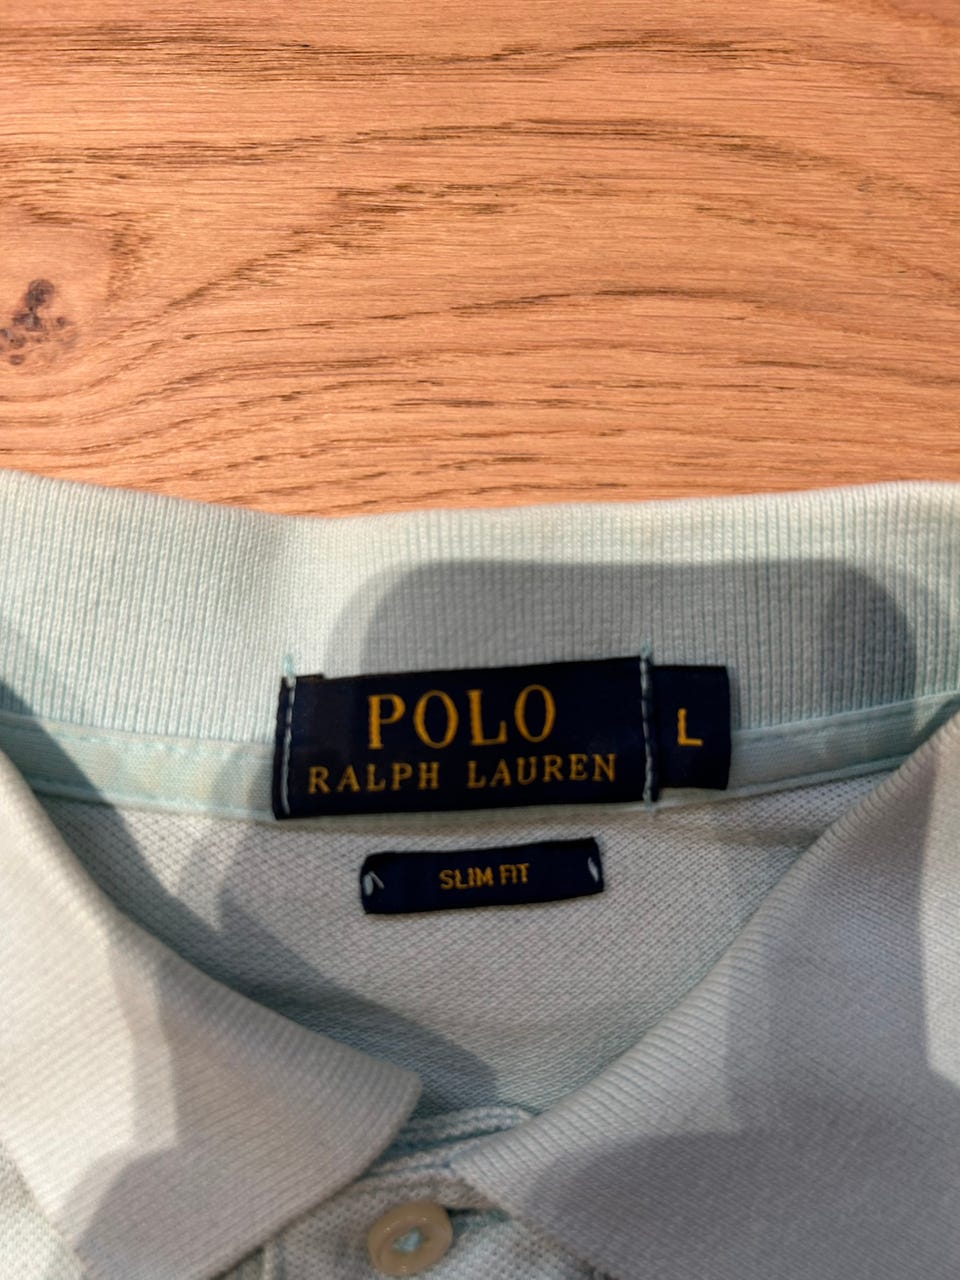 POLO
RALPH LAUREN
L
SLIM FIT